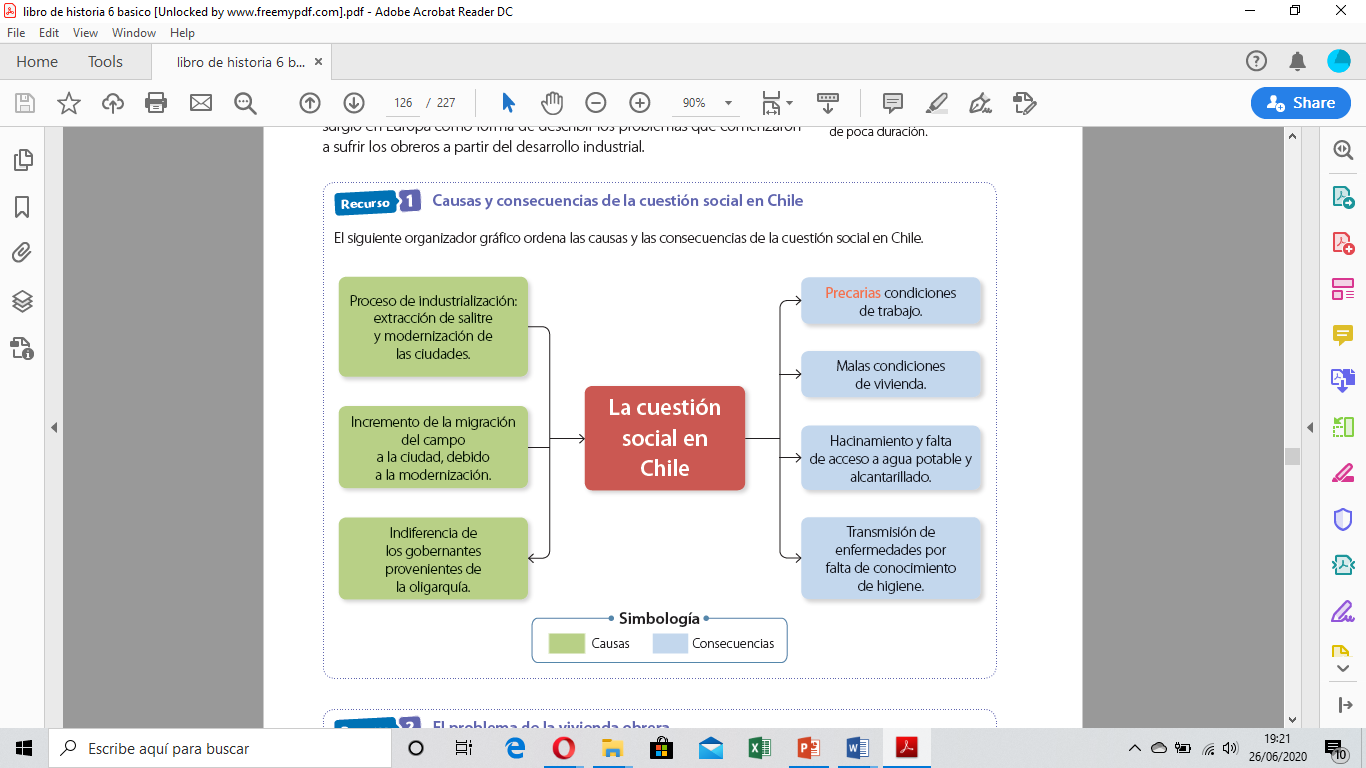 libro de historia 6 basico [Unlocked by www.freemypdf.com].pdf - Adobe Acrobat Reader DC
File Edit View Window Help
Home Tools libro de historia 6 b... ×
126 / 227 90% Share
surgió en Europa como forma de describir los problemas que comenzaron
a sufrir los obreros a partir del desarrollo industrial.
de poca duración.
Recurso 1 Causas y consecuencias de la cuestión social en Chile
El siguiente organizador gráfico ordena las causas y las consecuencias de la cuestión social en Chile.
Proceso de industrialización:
extracción de salitre
y modernización de
las ciudades.
Incremento de la migración
del campo
a la ciudad, debido
a la modernización.
Indiferencia de
los gobernantes
provenientes de
la oligarquía.
La cuestión
social en
Chile
Precarias condiciones
de trabajo.
Malas condiciones
de vivienda.
Hacinamiento y falta
de acceso a agua potable y
alcantarillado.
Transmisión de
enfermedades por
falta de conocimiento
de higiene.
Simbología
Causas Consecuencias
Recurso 2 El problema de la vivienda obrera
Escribe aquí para buscar
19:21
26/06/2020
10